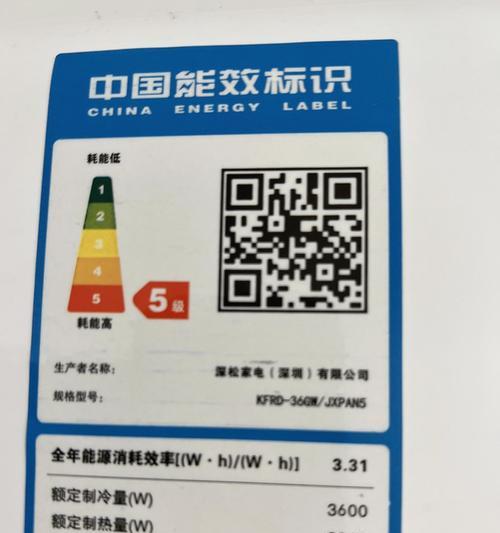 中国能效标识
CHINA ENERGY LABEL
耗能低
1
2
3
4
5
5级
耗能高
生产者名称： 深松家电（深圳）有限公司
规格型号： KFRD-36GW/JXPAN5
全年能源消耗效率[(W·h)/(W·h)] 3.31
额定制冷量(W) 3600
额定制热量(W)